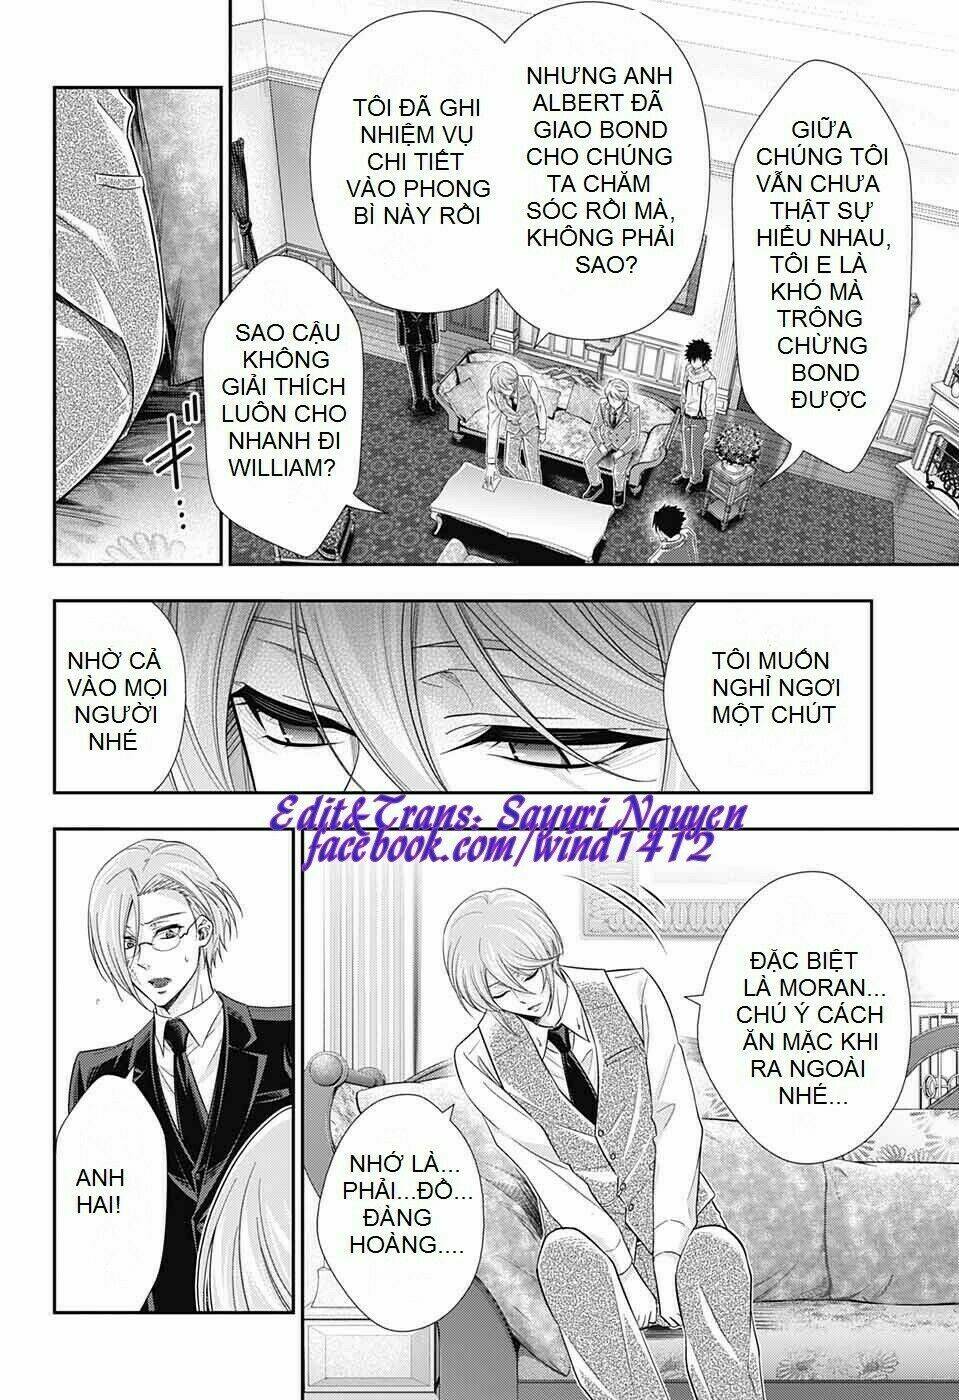 GIỮA
CHÚNG TÔI
VẪN CHƯA
THẬT SỰ
HIỂU NHAU,
TÔI E LÀ
KHÓ MÀ
TRÔNG
CHỪNG
BOND
ĐƯỢC
NHƯNG ANH
ALBERT ĐÃ
GIAO BOND
CHO CHÚNG
TA CHĂM
SÓC RỒI MÀ,
KHÔNG PHẢI
SAO?
TÔI ĐÃ GHI
NHIỆM VỤ
CHI TIẾT
VÀO PHONG
BÌ NÀY RỒI
SAO CẬU
KHÔNG
GIẢI THÍCH
LUÔN CHO
NHANH ĐI
WILLIAM?
TÔI MUỐN
NGHỈ NGƠI
MỘT CHÚT
NHỜ CẢ
VÀO MỌI
NGƯỜI
NHÉ
Edit&Trans: Sayuri Nguyen
facebook.com/wind1412
ĐẶC BIỆT
LÀ MORAN...
CHÚ Ý CÁCH
ĂN MẶC KHI
RA NGOÀI
NHÉ...
NHỚ LÀ...
PHẢI...ĐỒ...
ĐÀNG
HOÀNG....
ANH
HAI!